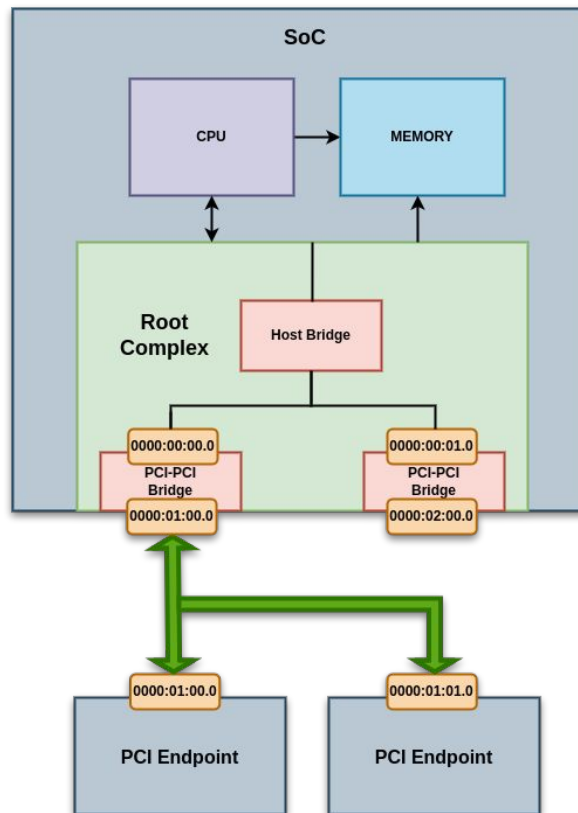 SoC
CPU
MEMORY
Root
Complex
Host Bridge
0000:00:00.0
0000:00:01.0
PCI-PCI
Bridge
PCI-PCI
Bridge
0000:01:00.0
0000:02:00.0
0000:01:00.0
0000:01:01.0
PCI Endpoint
PCI Endpoint